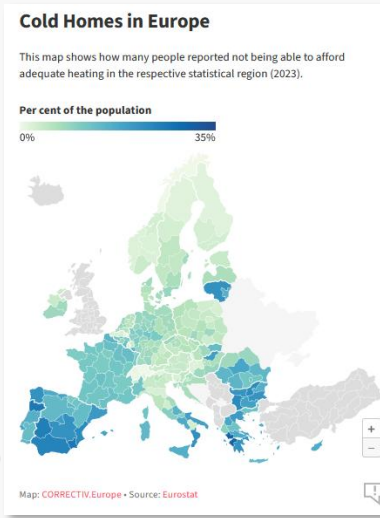 Cold Homes in Europe
This map shows how many people reported not being able to afford
adequate heating in the respective statistical region (2023).
Per cent of the population
0% 35%
+
−
Map: CORRECTIV.Europe • Source: Eurostat